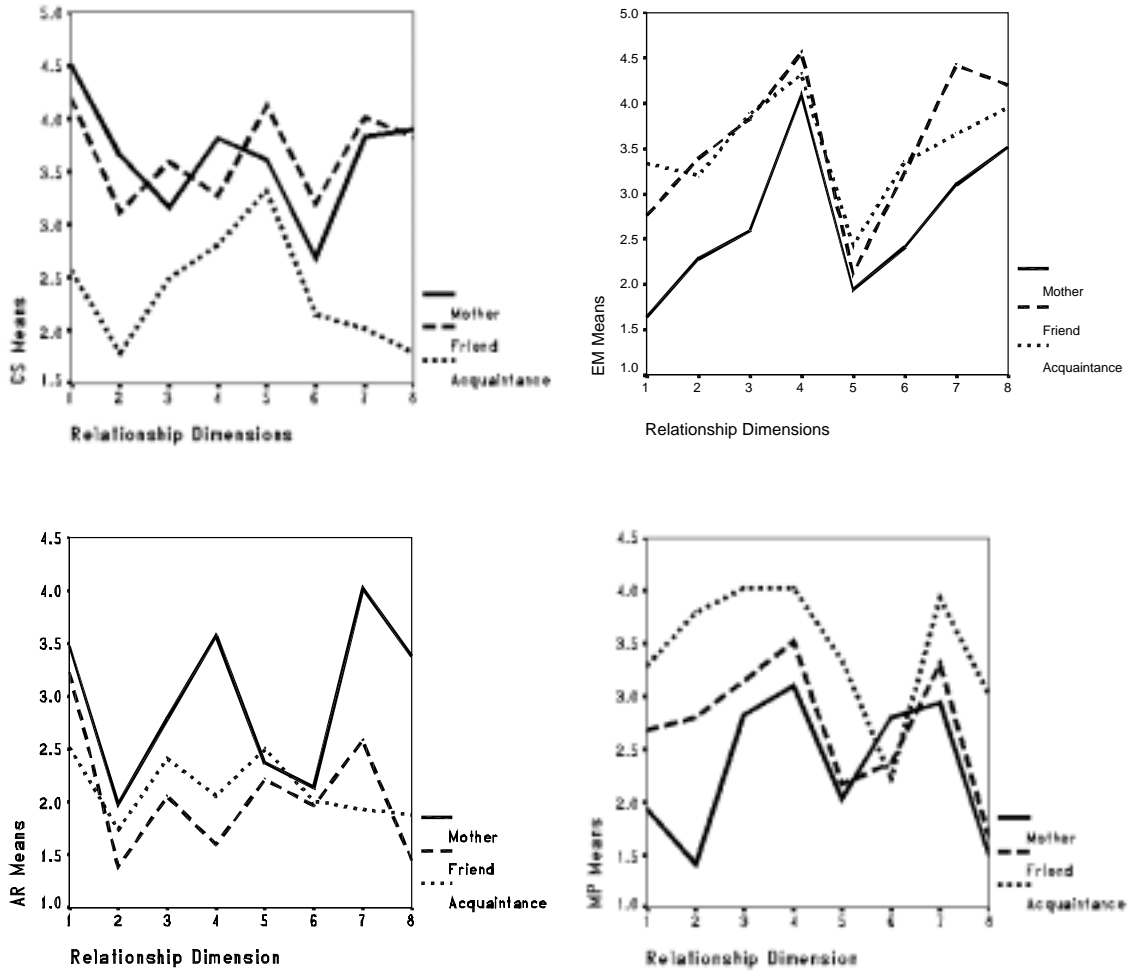 5.0
4.5
4.0
3.5
3.0
2.5
2.0
1.5
CS Means
1 2 3 4 5 6 7 8
Relationship Dimensions
Mother
Friend
Acquaintance
5.0
4.5
4.0
3.5
3.0
2.5
2.0
1.5
1.0
EM Means
1 2 3 4 5 6 7 8
Relationship Dimensions
Mother
Friend
Acquaintance
4.5
4.0
3.5
3.0
2.5
2.0
1.5
1.0
AR Means
1 2 3 4 5 6 7 8
Relationship Dimension
Mother
Friend
Acquaintance
4.5
4.0
3.5
3.0
2.5
2.0
1.5
1.0
MP Means
1 2 3 4 5 6 7 8
Relationship Dimension
Mother
Friend
Acquaintance